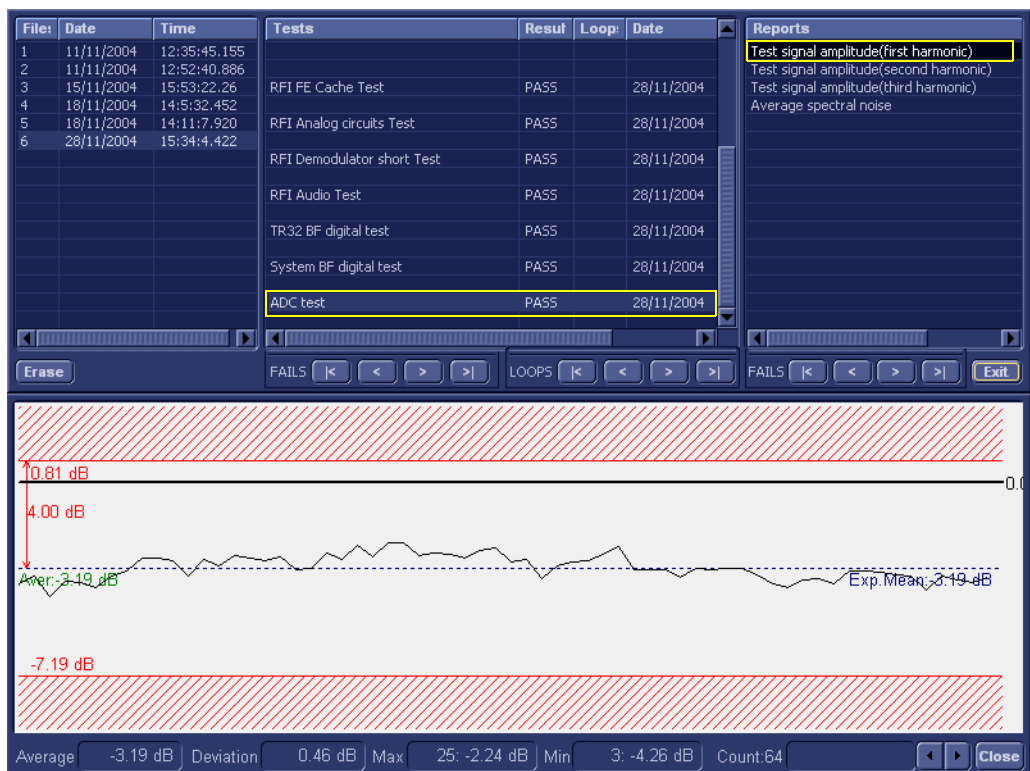 File: Date Time
1 11/11/2004 12:35:45.155
2 11/11/2004 12:52:40.886
3 15/11/2004 15:53:22.26
4 18/11/2004 14:5:32.452
5 18/11/2004 14:11:7.920
6 28/11/2004 15:34:4.422
Erase
Tests Resul Loop: Date
RFI FE Cache Test PASS 28/11/2004
RFI Analog circuits Test PASS 28/11/2004
RFI Demodulator short Test PASS 28/11/2004
RFI Audio Test PASS 28/11/2004
TR32 BF digital test PASS 28/11/2004
System BF digital test PASS 28/11/2004
ADC test PASS 28/11/2004
FAILS |< < > >| LOOPS |< < > >|
Reports
Test signal amplitude(first harmonic)
Test signal amplitude(second harmonic)
Test signal amplitude(third harmonic)
Average spectral noise
FAILS |< < > >| Exit
0.81 dB
0.0
4.00 dB
Aver:-3.19 dB
Exp.Mean:-3.19 dB
-7.19 dB
Average -3.19 dB Deviation 0.46 dB Max 25: -2.24 dB Min 3: -4.26 dB Count:64 Close